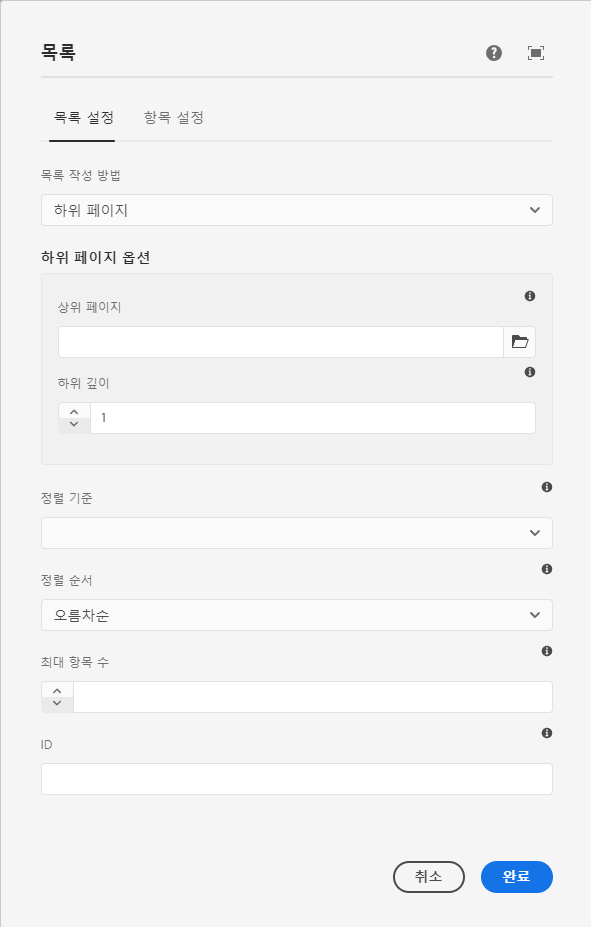 목록
목록 설정 항목 설정
목록 작성 방법
하위 페이지
하위 페이지 옵션
상위 페이지
하위 깊이
1
정렬 기준
정렬 순서
오름차순
최대 항목 수
ID
취소 완료